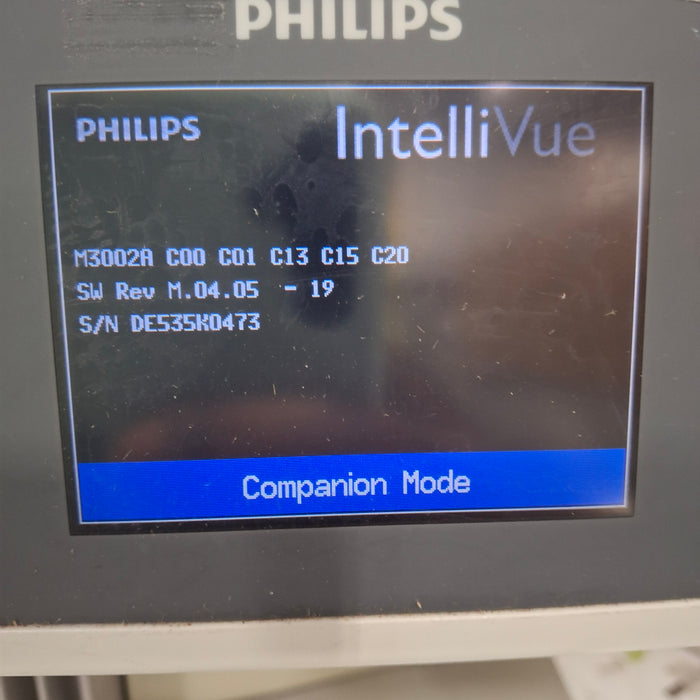 PHILIPS
PHILIPS
IntelliVue
M3002A C00 C01 C13 C15 C20
SW Rev M.04.05 - 19
S/N DE535K0473
Companion Mode